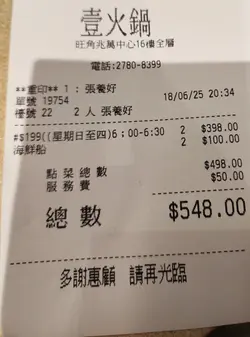 壹火鍋
旺角兆萬中心16樓全層
電話:2780-8399
**重印** 1 : 張養好
單號 19754 18/06/25 20:34
檯號 22 2 人 張養好
#$199((星期日至四)6:00-6:30 2 $398.00
海鮮船 2 $100.00
點菜總數 $498.00
服務費 $50.00
總數 $548.00
多謝惠顧 請再光臨